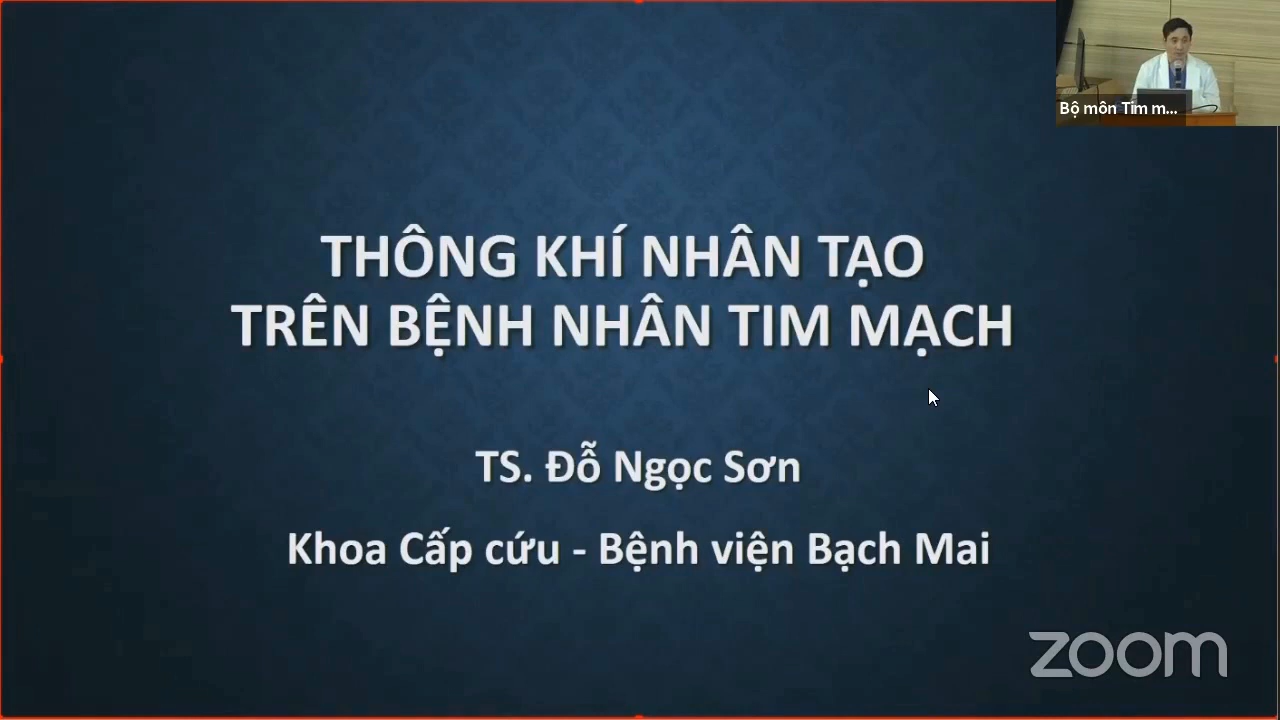 Bộ môn Tim m...
THÔNG KHÍ NHÂN TẠO
TRÊN BỆNH NHÂN TIM MẠCH
TS. Đỗ Ngọc Sơn
Khoa Cấp cứu - Bệnh viện Bạch Mai
zoom